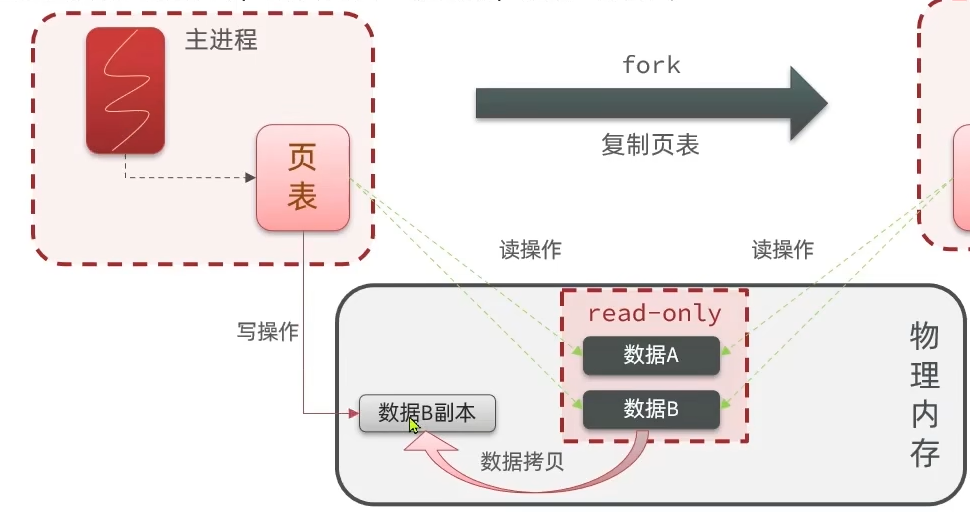 主进程
fork
页
表
复制页表
读操作
读操作
read-only
写操作
数据A
数据B
数据B副本
数据拷贝
物
理
内
存